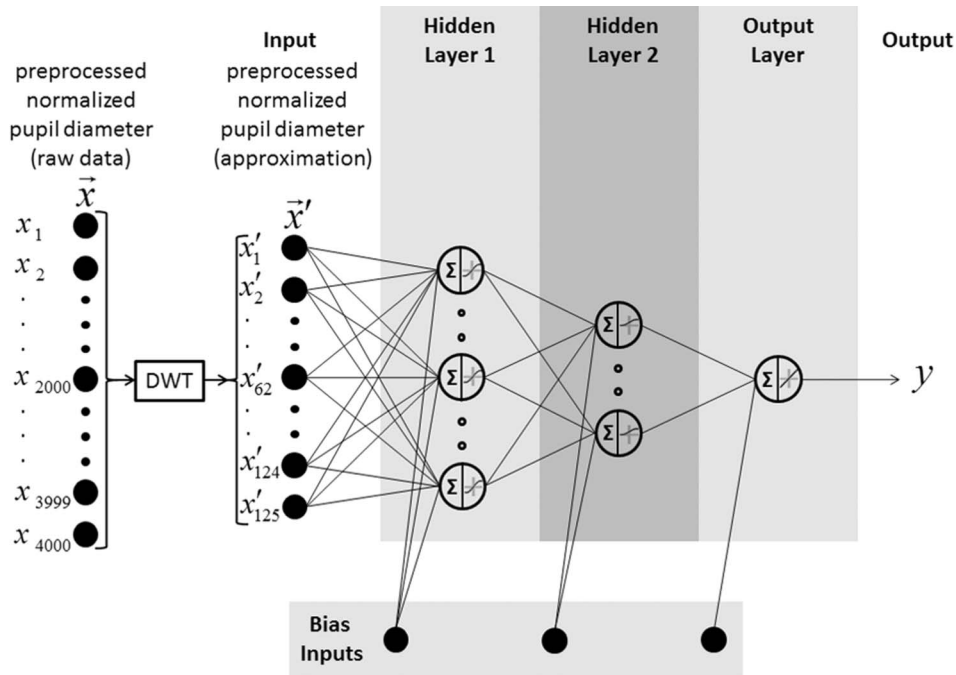 Input
Hidden
Layer 1
Hidden
Layer 2
Output
Layer
Output
preprocessed
normalized
pupil diameter
(raw data)
preprocessed
normalized
pupil diameter
(approximation)
x⃗
x⃗′
x₁
x₂
x₂₀₀₀
x₃₉₉₉
x₄₀₀₀
DWT
x′₁
x′₂
x′₆₂
x′₁₂₄
x′₁₂₅
Σ
Σ
Σ
Σ
Σ
Σ
y
Bias
Inputs